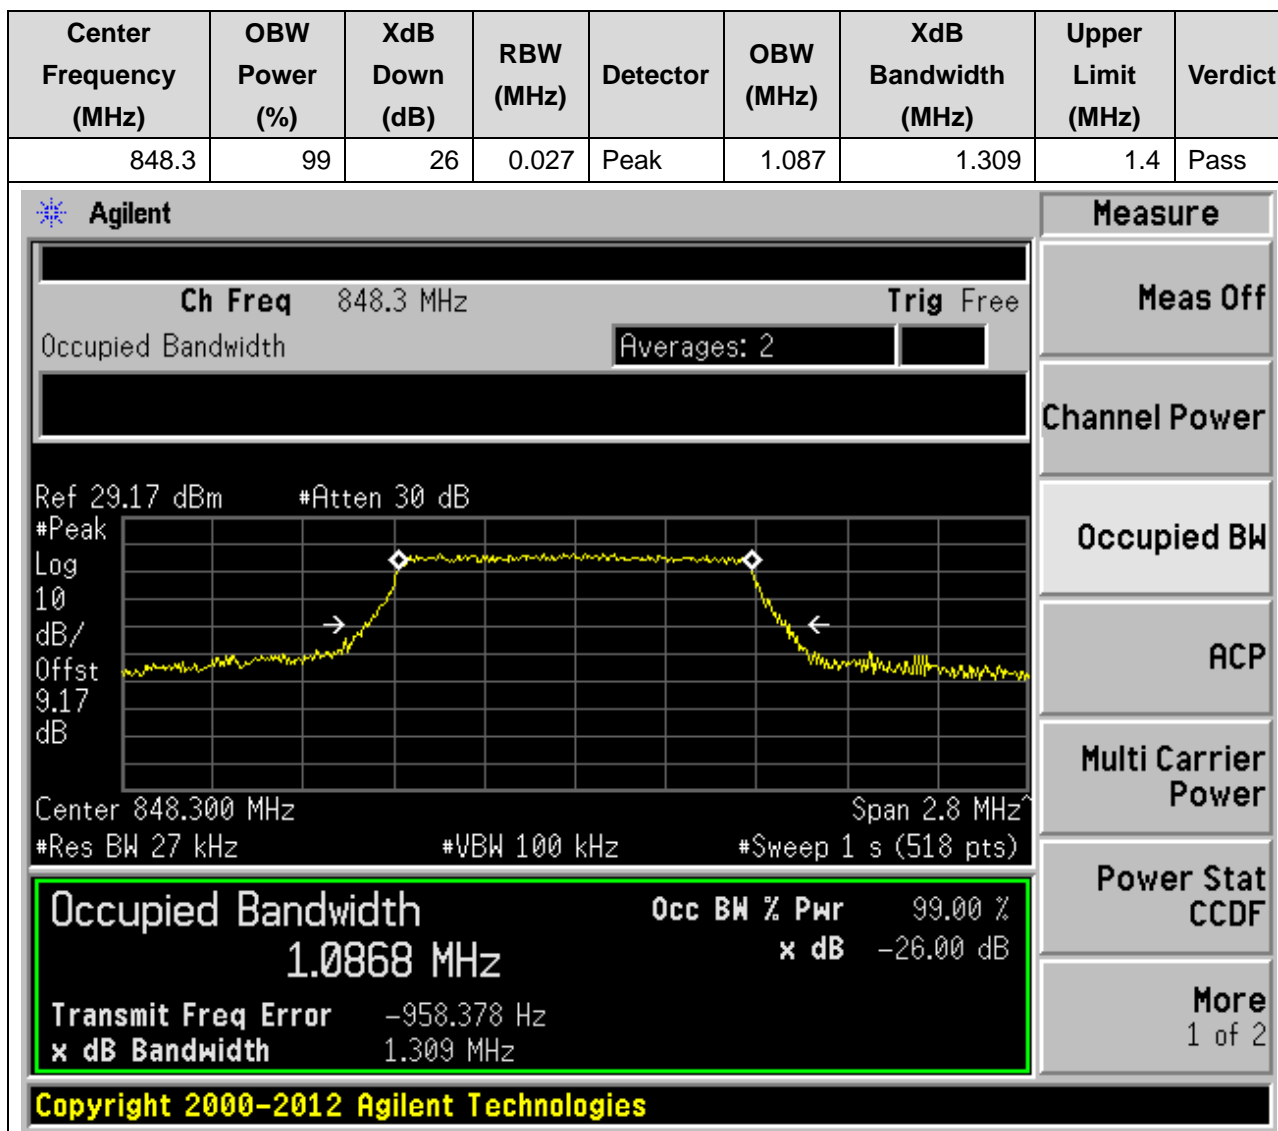 Center Frequency (MHz) OBW Power (%) XdB Down (dB) RBW (MHz) Detector OBW (MHz) XdB Bandwidth (MHz) Upper Limit (MHz) Verdict
848.3 99 26 0.027 Peak 1.087 1.309 1.4 Pass
Agilent
Measure
Ch Freq 848.3 MHz Trig Free
Occupied Bandwidth Averages: 2
Ref 29.17 dBm #Atten 30 dB
#Peak
Log
10
dB/
Offst
9.17
dB
Center 848.300 MHz Span 2.8 MHz^
#Res BW 27 kHz #VBW 100 kHz #Sweep 1 s (518 pts)
Occupied Bandwidth Occ BW % Pwr 99.00 %
1.0868 MHz x dB -26.00 dB
Transmit Freq Error -958.378 Hz
x dB Bandwidth 1.309 MHz
Meas Off
Channel Power
Occupied BW
ACP
Multi Carrier
Power
Power Stat
CCDF
More
1 of 2
Copyright 2000-2012 Agilent Technologies